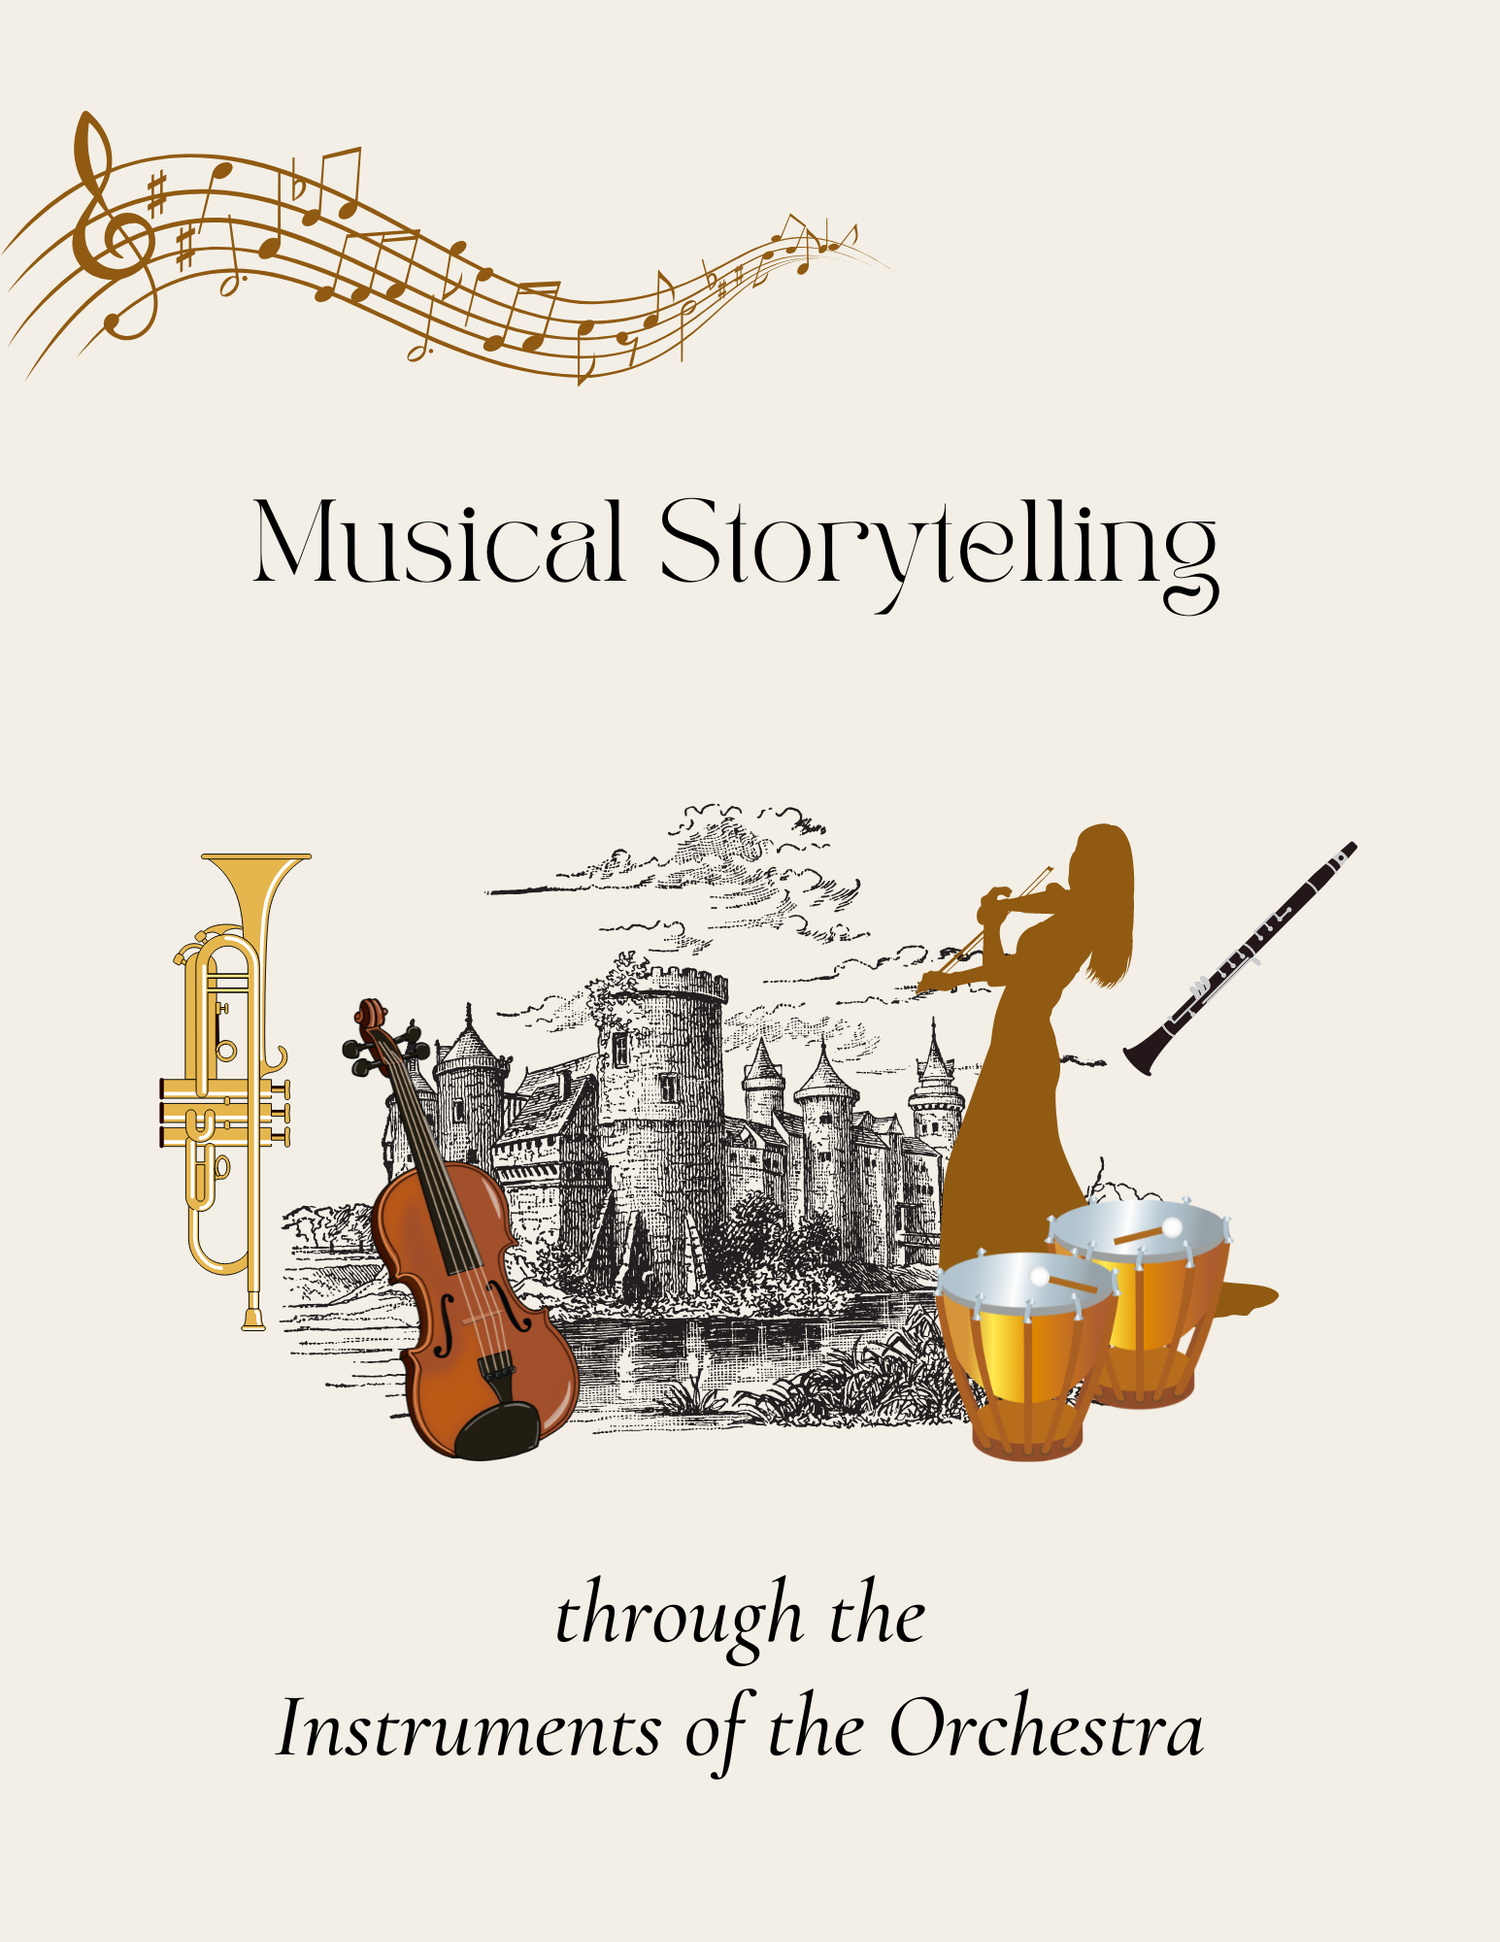 Musical Storytelling
through the
Instruments of the Orchestra